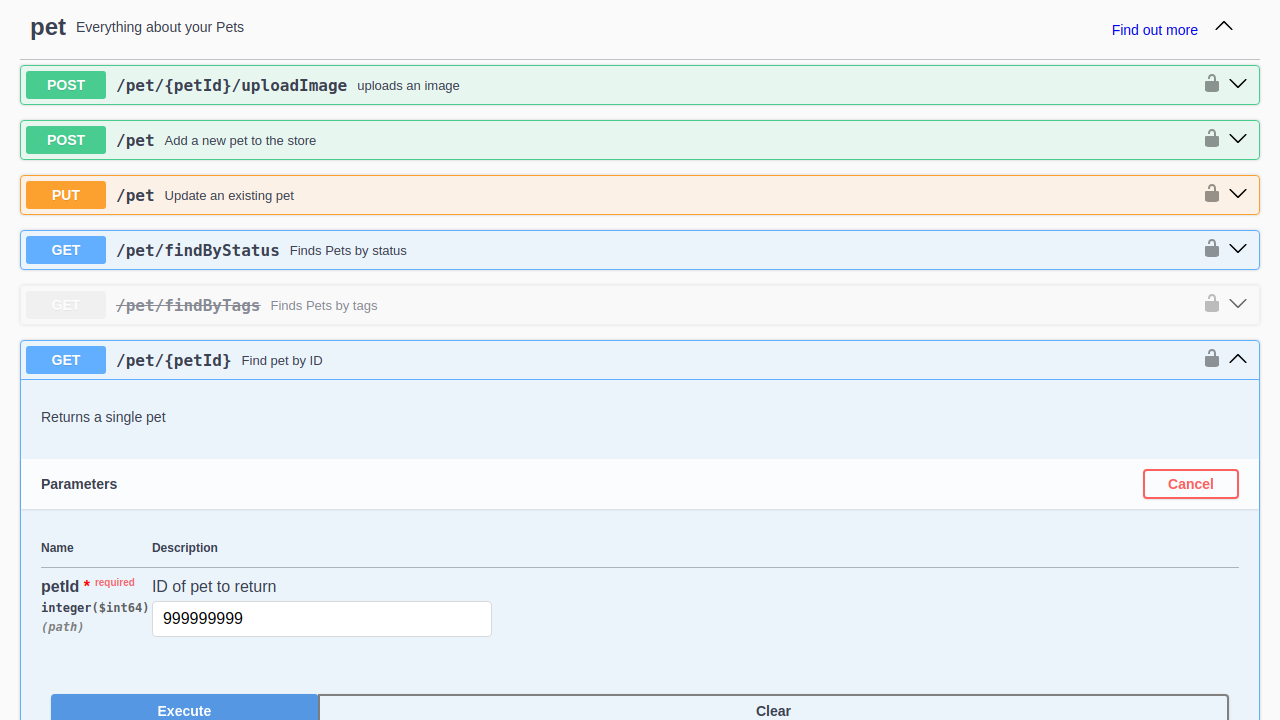 pet Everything about your Pets Find out more
POST /pet/{petId}/uploadImage uploads an image
POST /pet Add a new pet to the store
PUT /pet Update an existing pet
GET /pet/findByStatus Finds Pets by status
GET /pet/findByTags Finds Pets by tags
GET /pet/{petId} Find pet by ID
Returns a single pet
Parameters Cancel
Name Description
petId * required ID of pet to return
integer($int64)
999999999
(path)
Execute Clear